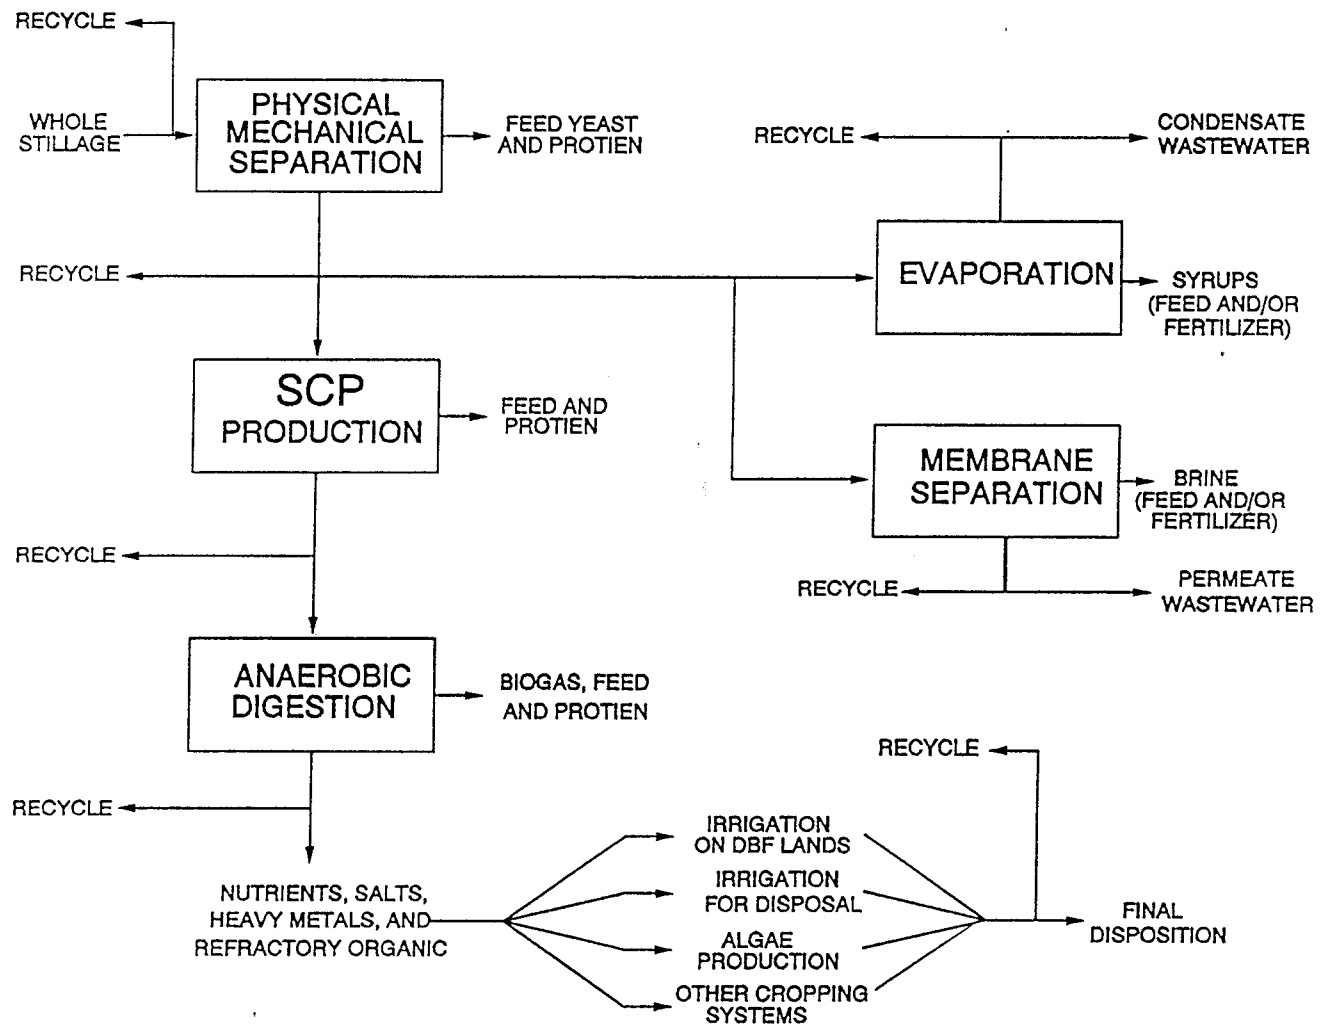 RECYCLE
WHOLE
STILLAGE
PHYSICAL
MECHANICAL
SEPARATION
FEED YEAST
AND PROTIEN
RECYCLE
CONDENSATE
WASTEWATER
RECYCLE
EVAPORATION
SYRUPS
(FEED AND/OR
FERTILIZER)
SCP
PRODUCTION
FEED AND
PROTIEN
MEMBRANE
SEPARATION
BRINE
(FEED AND/OR
FERTILIZER)
RECYCLE
RECYCLE
PERMEATE
WASTEWATER
ANAEROBIC
DIGESTION
BIOGAS, FEED
AND PROTIEN
RECYCLE
RECYCLE
NUTRIENTS, SALTS,
HEAVY METALS, AND
REFRACTORY ORGANIC
IRRIGATION
ON DBF LANDS
IRRIGATION
FOR DISPOSAL
ALGAE
PRODUCTION
OTHER CROPPING
SYSTEMS
FINAL
DISPOSITION